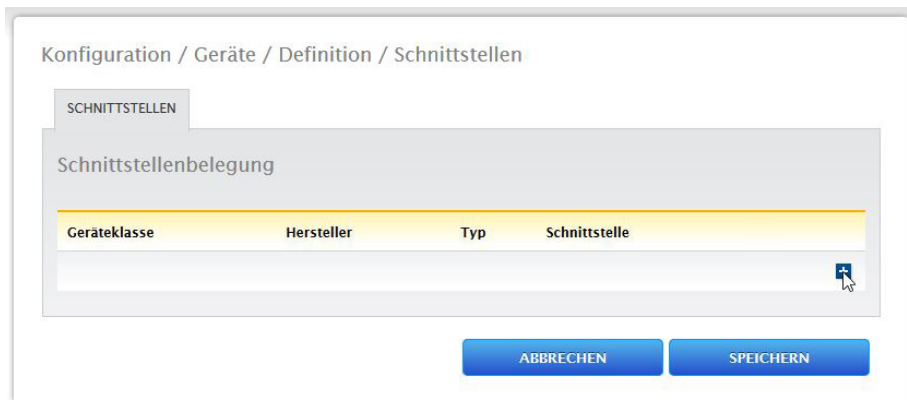 Konfiguration / Geräte / Definition / Schnittstellen
SCHNITTSTELLEN
Schnittstellenbelegung
Geräteklasse Hersteller Typ Schnittstelle
ABBRECHEN SPEICHERN